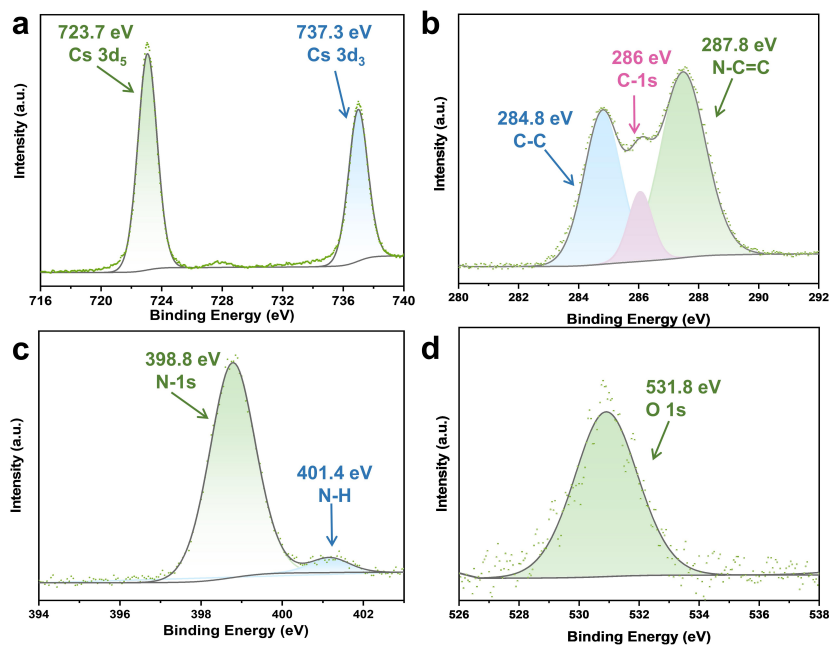 a
723.7 eV
Cs 3d5
737.3 eV
Cs 3d3
Intensity (a.u.)
716 720 724 728 732 736 740
Binding Energy (eV)
b
284.8 eV
C-C
286 eV
C-1s
287.8 eV
N-C=C
Intensity (a.u.)
280 282 284 286 288 290 292
Binding Energy (eV)
c
398.8 eV
N-1s
401.4 eV
N-H
Intensity (a.u.)
394 396 398 400 402
Binding Energy (eV)
d
531.8 eV
O 1s
Intensity (a.u.)
526 528 530 532 534 536 538
Binding Energy (eV)